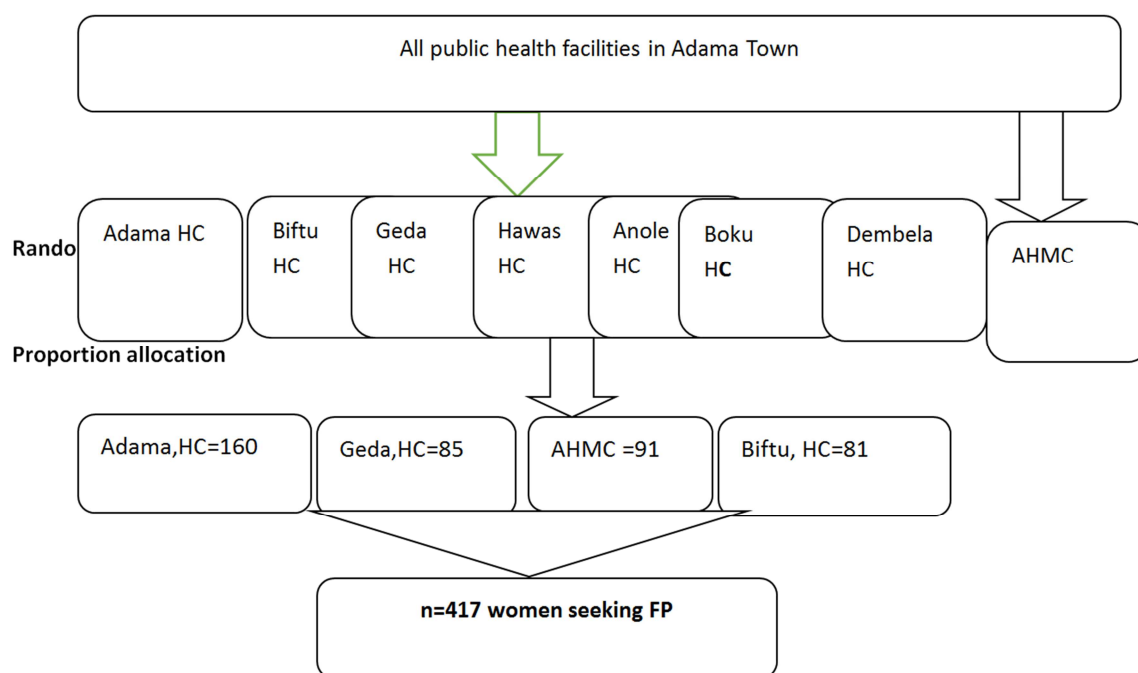 All public health facilities in Adama Town
Rando
Adama HC
Biftu
HC
Geda
HC
Hawas
HC
Anole
HC
Boku
HC
Dembela
HC
AHMC
Proportion allocation
Adama,HC=160
Geda,HC=85
AHMC =91
Biftu, HC=81
n=417 women seeking FP